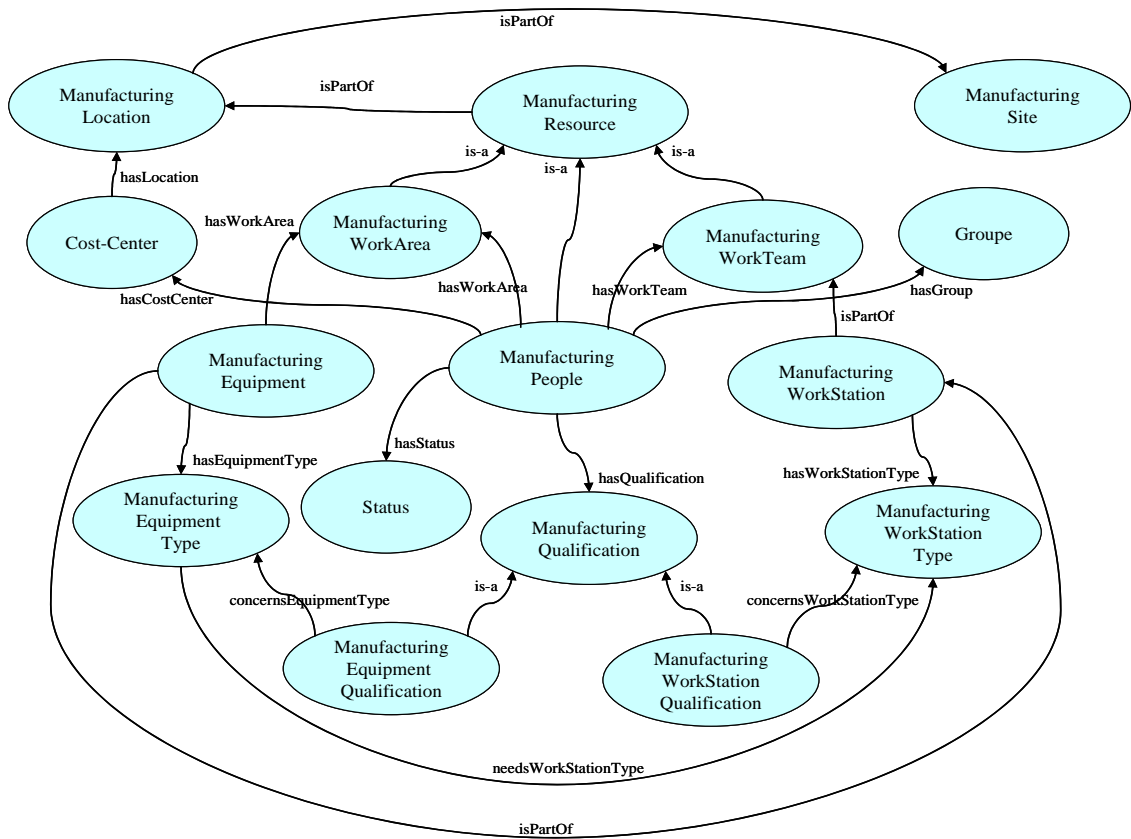 isPartOf
Manufacturing
Location
isPartOf
Manufacturing
Resource
Manufacturing
Site
is-a
is-a
is-a
hasLocation
Cost-Center
hasWorkArea
Manufacturing
WorkArea
Manufacturing
WorkTeam
Groupe
hasCostCenter
hasWorkArea
hasWorkTeam
hasGroup
isPartOf
Manufacturing
Equipment
Manufacturing
People
Manufacturing
WorkStation
hasEquipmentType
hasStatus
hasQualification
hasWorkStationType
Manufacturing
Equipment
Type
Status
Manufacturing
Qualification
Manufacturing
WorkStation
Type
concernsEquipmentType
is-a
is-a
concernsWorkStationType
Manufacturing
Equipment
Qualification
Manufacturing
WorkStation
Qualification
needsWorkStationType
isPartOf